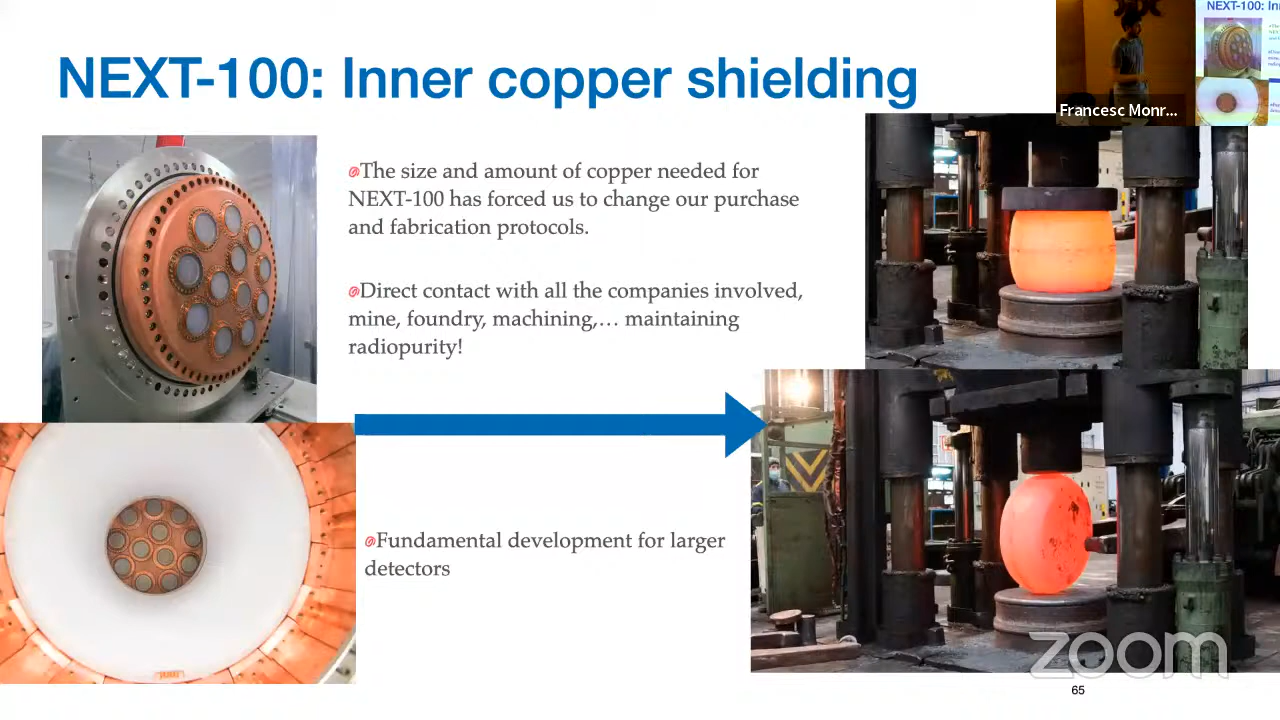 NEXT-100: Inner copper shielding
The size and amount of copper needed for
NEXT-100 has forced us to change our purchase
and fabrication protocols.
Direct contact with all the companies involved,
mine, foundry, machining,… maintaining
radiopurity!
Fundamental development for larger
detectors
Francesc Monr...
NEXT-100: In
zoom
65